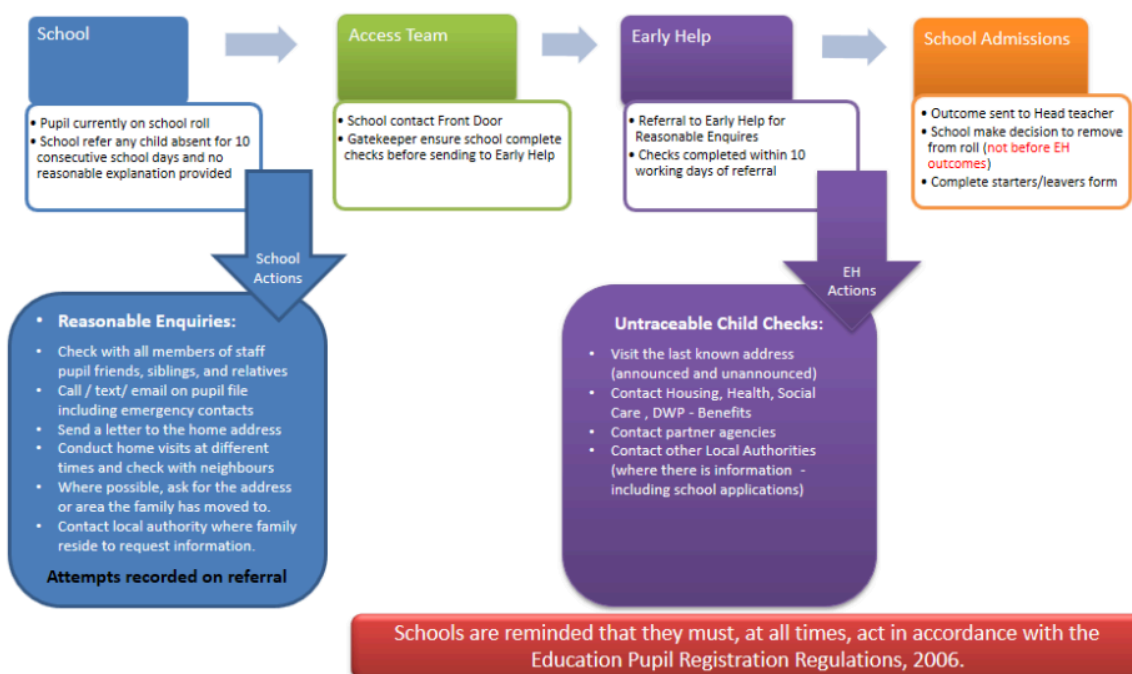 School
Access Team
Early Help
School Admissions
• Pupil currently on school roll
• School refer any child absent for 10
consecutive school days and no
reasonable explanation provided
• School contact Front Door
• Gatekeeper ensure school complete
checks before sending to Early Help
• Referral to Early Help for
Reasonable Enquires
• Checks completed within 10
working days of referral
• Outcome sent to Head teacher
• School make decision to remove
from roll (not before EH
outcomes)
• Complete starters/leavers form
School
Actions
EH
Actions
• Reasonable Enquiries:
• Check with all members of staff
pupil friends, siblings, and relatives
• Call / text/ email on pupil file
including emergency contacts
• Send a letter to the home address
• Conduct home visits at different
times and check with neighbours
• Where possible, ask for the address
or area the family has moved to.
• Contact local authority where family
reside to request information.
Attempts recorded on referral
Untraceable Child Checks:
• Visit the last known address
(announced and unannounced)
• Contact Housing, Health, Social
Care , DWP - Benefits
• Contact partner agencies
• Contact other Local Authorities
(where there is information -
including school applications)
Schools are reminded that they must, at all times, act in accordance with the
Education Pupil Registration Regulations, 2006.